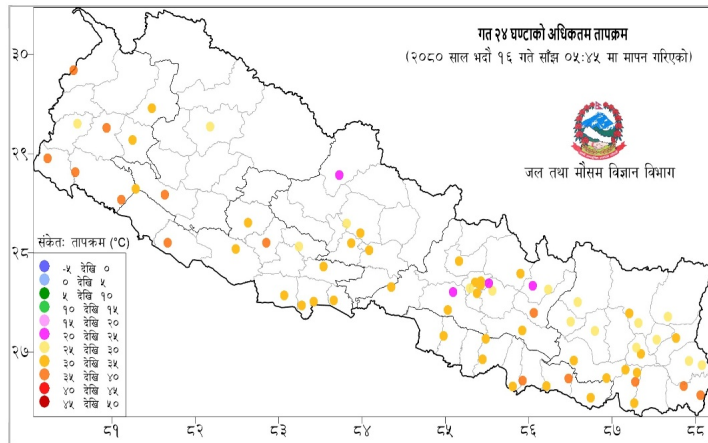 गत २४ घण्टाको अधिकतम तापक्रम
(२०८० साल भदौ १६ गते साँझ ०५:४५ मा मापन गरिएको)
जल तथा मौसम विज्ञान विभाग
३०
२९
२८
२७
संकेतः तापक्रम (°C)
-५ देखि ०
० देखि ५
५ देखि १०
१० देखि १५
१५ देखि २०
२० देखि २५
२५ देखि ३०
३० देखि ३५
३५ देखि ४०
४० देखि ४५
४५ देखि ५०
८१ ८२ ८३ ८४ ८५ ८६ ८७ ८८